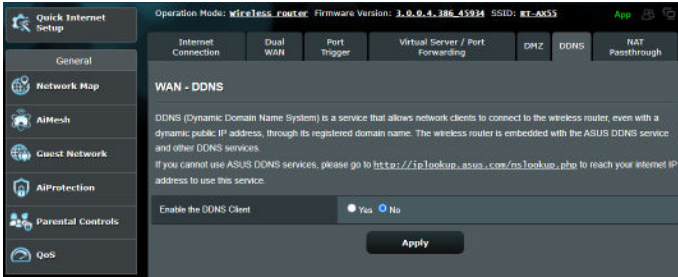 Quick Internet
Setup
Operation Mode: wireless router Firmware Version: 3.0.0.4.386_45934 SSID: RT-AX55
App
Internet
Connection
Dual
WAN
Port
Trigger
Virtual Server / Port
Forwarding
DMZ
DDNS
NAT
Passthrough
General
Network Map
AiMesh
Guest Network
AiProtection
Parental Controls
QoS
WAN - DDNS
DDNS (Dynamic Domain Name System) is a service that allows network clients to connect to the wireless router, even with a
dynamic public IP address, through its registered domain name. The wireless router is embedded with the ASUS DDNS service
and other DDNS services.
If you cannot use ASUS DDNS services, please go to http://iplookup.asus.com/nslookup.php to reach your internet IP
address to use this service.
Enable the DDNS Client
Yes No
Apply